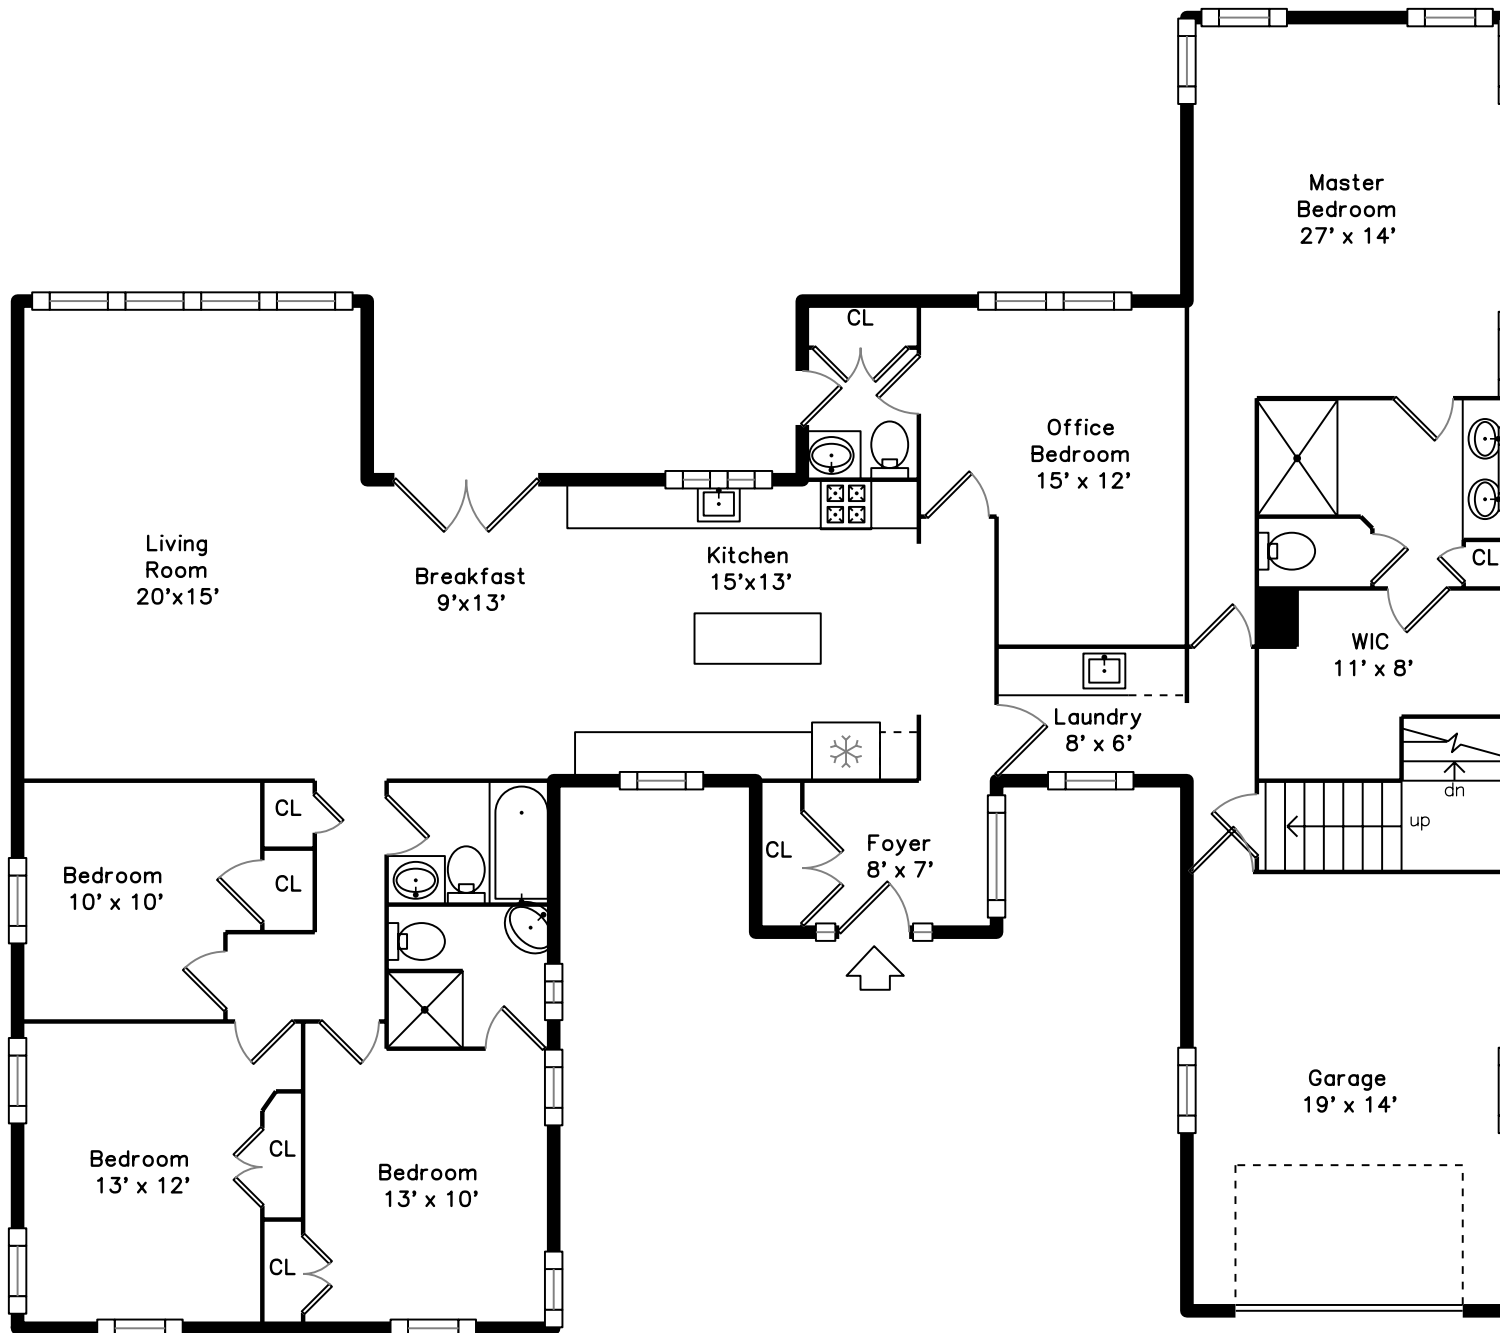 Master
Bedroom
27' x 14'
CL
Office
Bedroom
15' x 12'
Living
Room
20'x15'
Breakfast
9'x13'
Kitchen
15'x13'
CL
WIC
11' x 8'
Laundry
8' x 6'
dn
up
CL
CL
Bedroom
10' x 10'
CL
Foyer
8' x 7'
Garage
19' x 14'
CL
Bedroom
13' x 12'
Bedroom
13' x 10'
CL